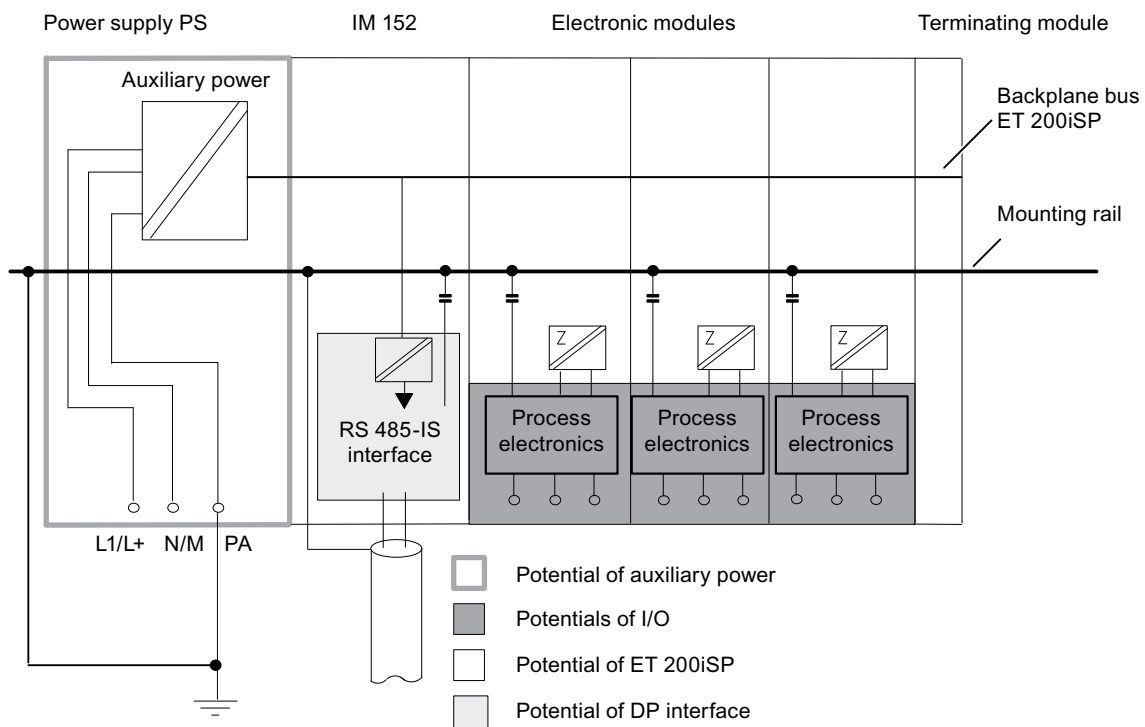 Power supply PS
IM 152
Electronic modules
Terminating module
Auxiliary power
Backplane bus
ET 200iSP
Mounting rail
Z
Z
Z
RS 485-IS
interface
Process
electronics
Process
electronics
Process
electronics
L1/L+
N/M
PA
Potential of auxiliary power
Potentials of I/O
Potential of ET 200iSP
Potential of DP interface